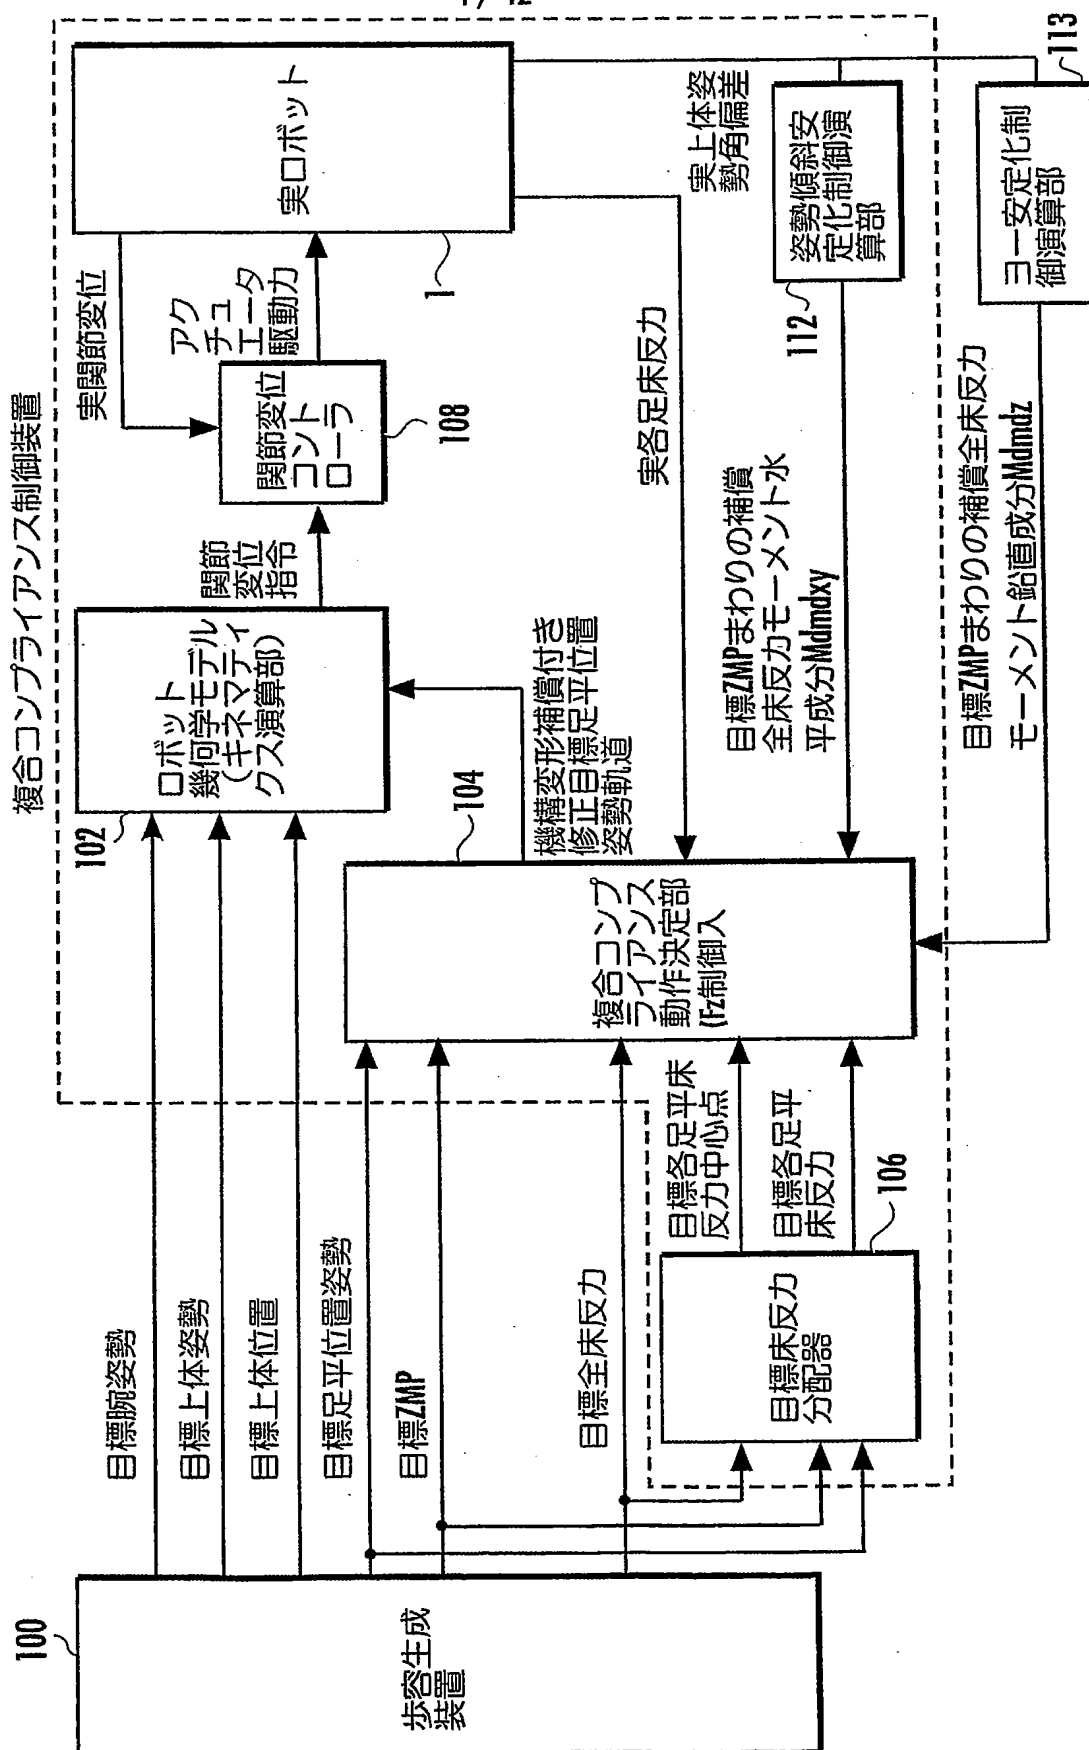 複合コンプライアンス制御装置
100
歩容生成
装置
目標腕姿勢
目標上体姿勢
目標上体位置
目標足平位置姿勢
目標ZMP
目標全床反力
目標床反力
分配器
106
目標各足平床
反力中心点
目標各足平
床反力
102
ロボット
幾何学モデル
(キネマティ
クス演算部)
104
複合コンプ
ライアンス
動作決定部
(Fz制御入
機構変形補償付き
修正目標足平位置
姿勢軌道
関節
変位
指令
関節変位
コント
ローラ
108
実関節変位
アク
チュ
エータ
駆動力
実ロボット
1
実各足床反力
実上体姿
勢角偏差
姿勢傾斜安
定化制御演
算部
112
目標ZMPまわりの補償
全床反力モーメント水
平成分Mdmdxy
ヨー安定化制
御演算部
113
目標ZMPまわりの補償全床反力
モーメント鉛直成分Mdmdz